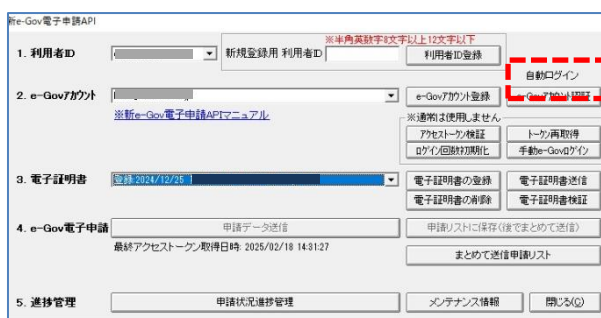 新e-Gov電子申請API
※半角英数字8文字以上12文字以下
1. 利用者ID
新規登録用 利用者ID
利用者ID登録
自動ログイン
2. e-Govアカウント
e-Govアカウント登録
e-Govアカウント認証
※新e-Gov電子申請APIマニュアル
※通常は使用しません
アクセストークン検証
トークン再取得
ログイン回数初期化
手動e-Govログイン
3. 電子証明書
登録:2024/12/25
電子証明書の登録
電子証明書送信
電子証明書の削除
電子証明書検証
4. e-Gov電子申請
申請データ送信
申請リストに保存(後でまとめて送信)
最終アクセストークン取得日時: 2025/02/18 14:31:27
まとめて送信申請リスト
5. 進捗管理
申請状況進捗管理
メンテナンス情報
閉じる(C)